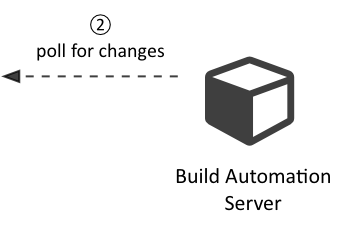 ②
poll for changes
Build Automation
Server